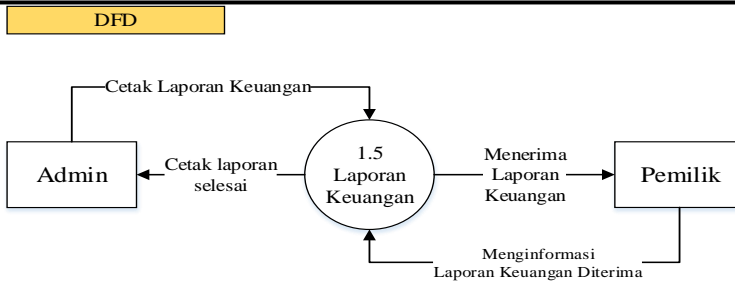 DFD
Cetak Laporan Keuangan
Admin
Cetak laporan
selesai
1.5
Laporan
Keuangan
Menerima
Laporan
Keuangan
Pemilik
Menginformasi
Laporan Keuangan Diterima